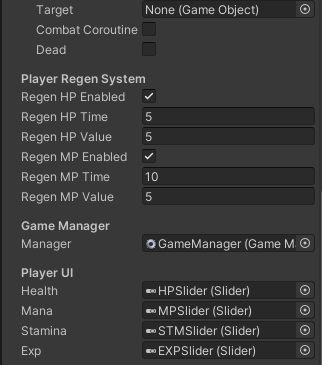 Target None (Game Object)
Combat Coroutine
Dead
Player Regen System
Regen HP Enabled
Regen HP Time 5
Regen HP Value 5
Regen MP Enabled
Regen MP Time 10
Regen MP Value 5
Game Manager
Manager GameManager (Game M
Player UI
Health HPSlider (Slider)
Mana MPSlider (Slider)
Stamina STMSlider (Slider)
Exp EXPSlider (Slider)